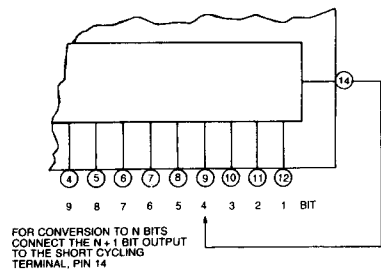 14
4 5 6 7 8 9 10 11 12
9 8 7 6 5 4 3 2 1 BIT
FOR CONVERSION TO N BITS
CONNECT THE N + 1 BIT OUTPUT
TO THE SHORT CYCLING
TERMINAL, PIN 14